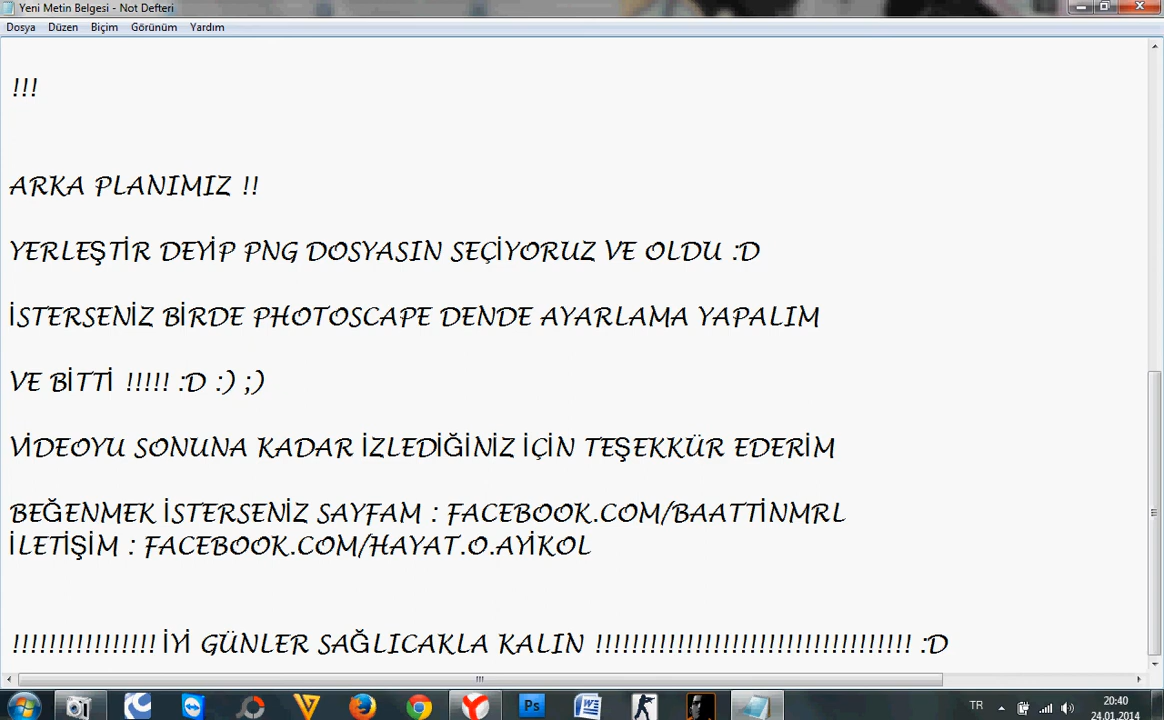 Yeni Metin Belgesi - Not Defteri
Dosya Düzen Biçim Görünüm Yardım
!!!
ARKA PLANIMIZ !!
YERLEŞTİR DEYİP PNG DOSYASIN SEÇİYORUZ VE OLDU :D
İSTERSENİZ BİRDE PHOTOSCAPE DENDE AYARLAMA YAPALIM
VE BİTTİ !!!!! :D :) ;)
VİDEOYU SONUNA KADAR İZLEDİĞİNİZ İÇİN TEŞEKKÜR EDERİM
BEĞENMEK İSTERSENİZ SAYFAM : FACEBOOK.COM/BAATTİNMRL
İLETİŞİM : FACEBOOK.COM/HAYAT.O.AYİKOL
!!!!!!!!!!!!!!!! İYİ GÜNLER SAĞLICAKLA KALIN !!!!!!!!!!!!!!!!!!!!!!!!!!!!!!!!!!! :D
Ps
TR
20:40
24.01.2014